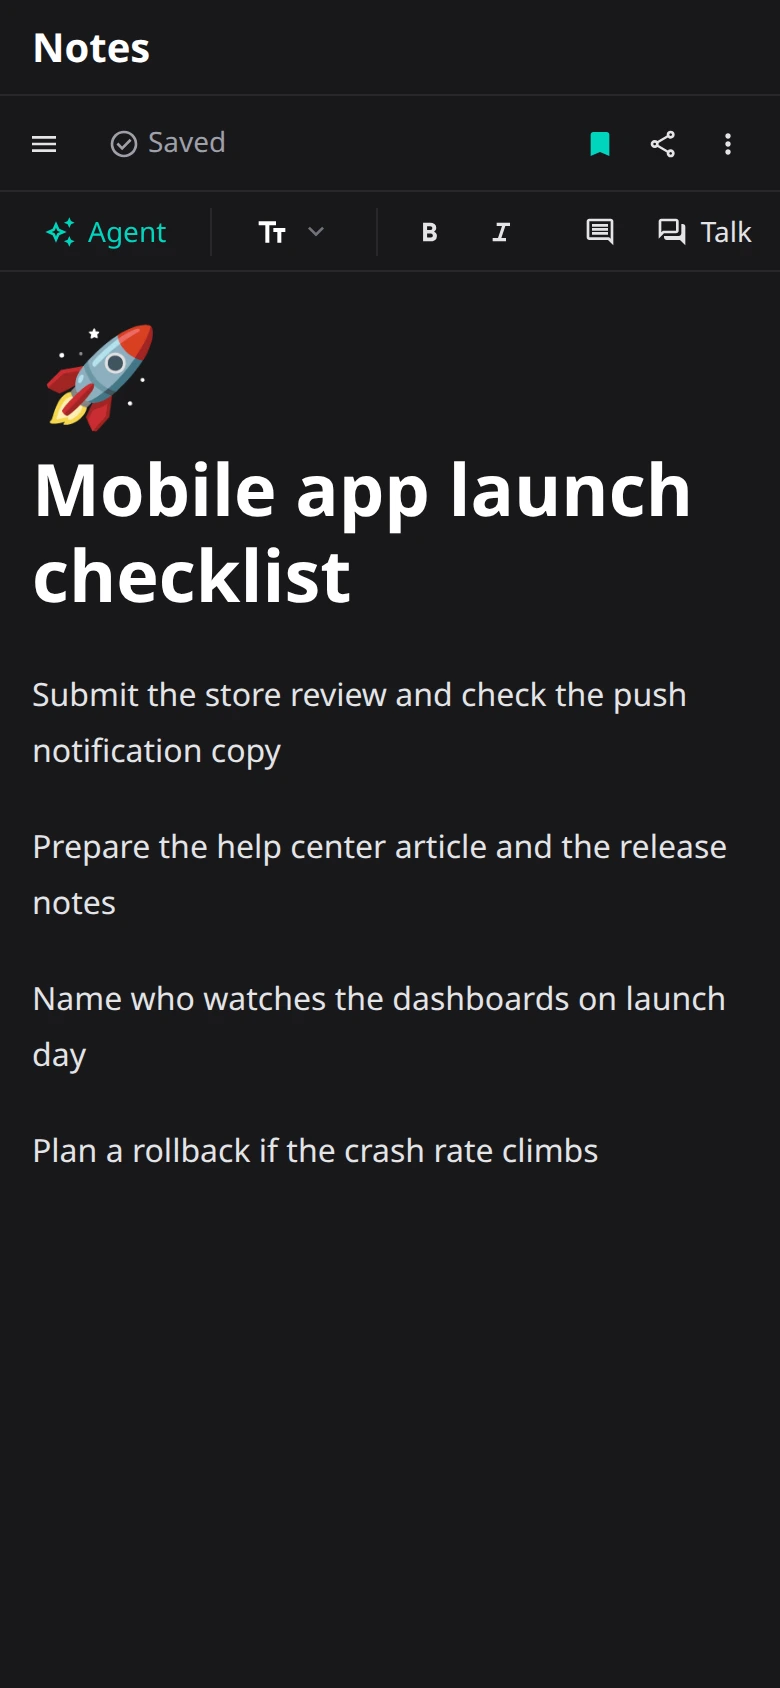 Notes
Saved
Agent
Talk
Mobile app launch
checklist
Submit the store review and check the push
notification copy
Prepare the help center article and the release
notes
Name who watches the dashboards on launch
day
Plan a rollback if the crash rate climbs